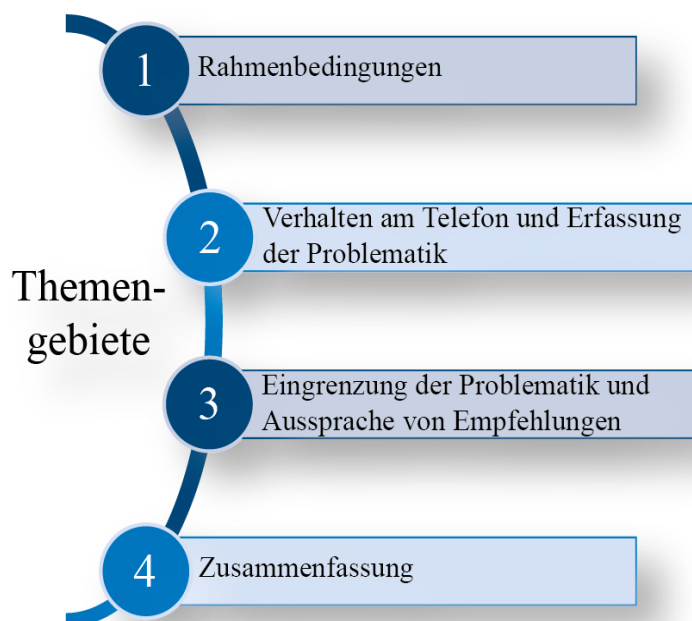 1
Rahmenbedingungen
2
Verhalten am Telefon und Erfassung
der Problematik
Themen-
gebiete
3
Eingrenzung der Problematik und
Aussprache von Empfehlungen
4
Zusammenfassung